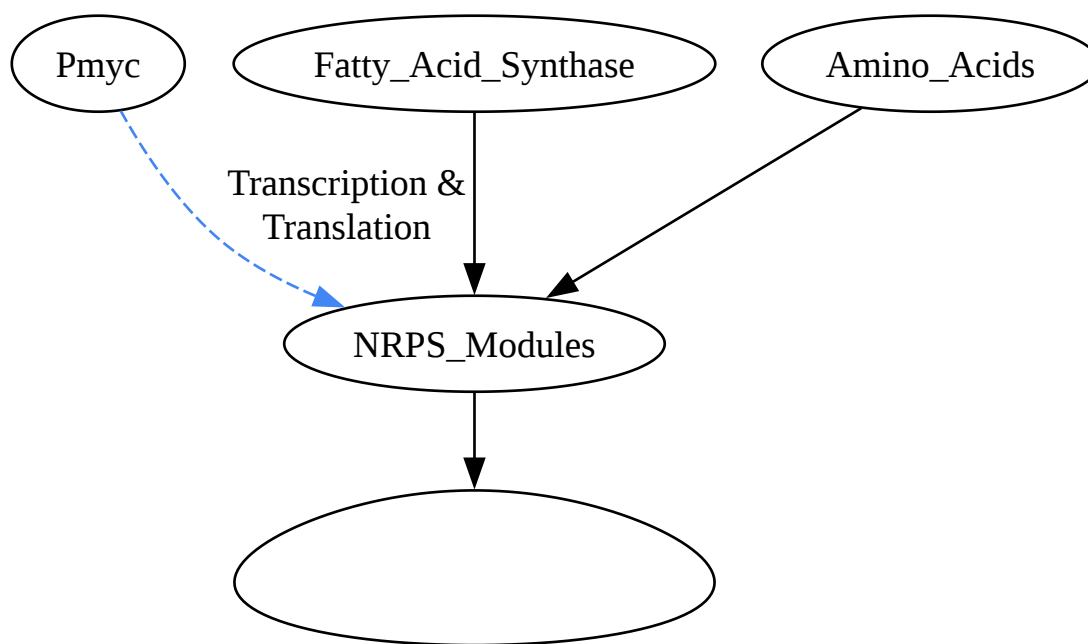 Pmyc
Fatty_Acid_Synthase
Amino_Acids
Transcription &
Translation
NRPS_Modules